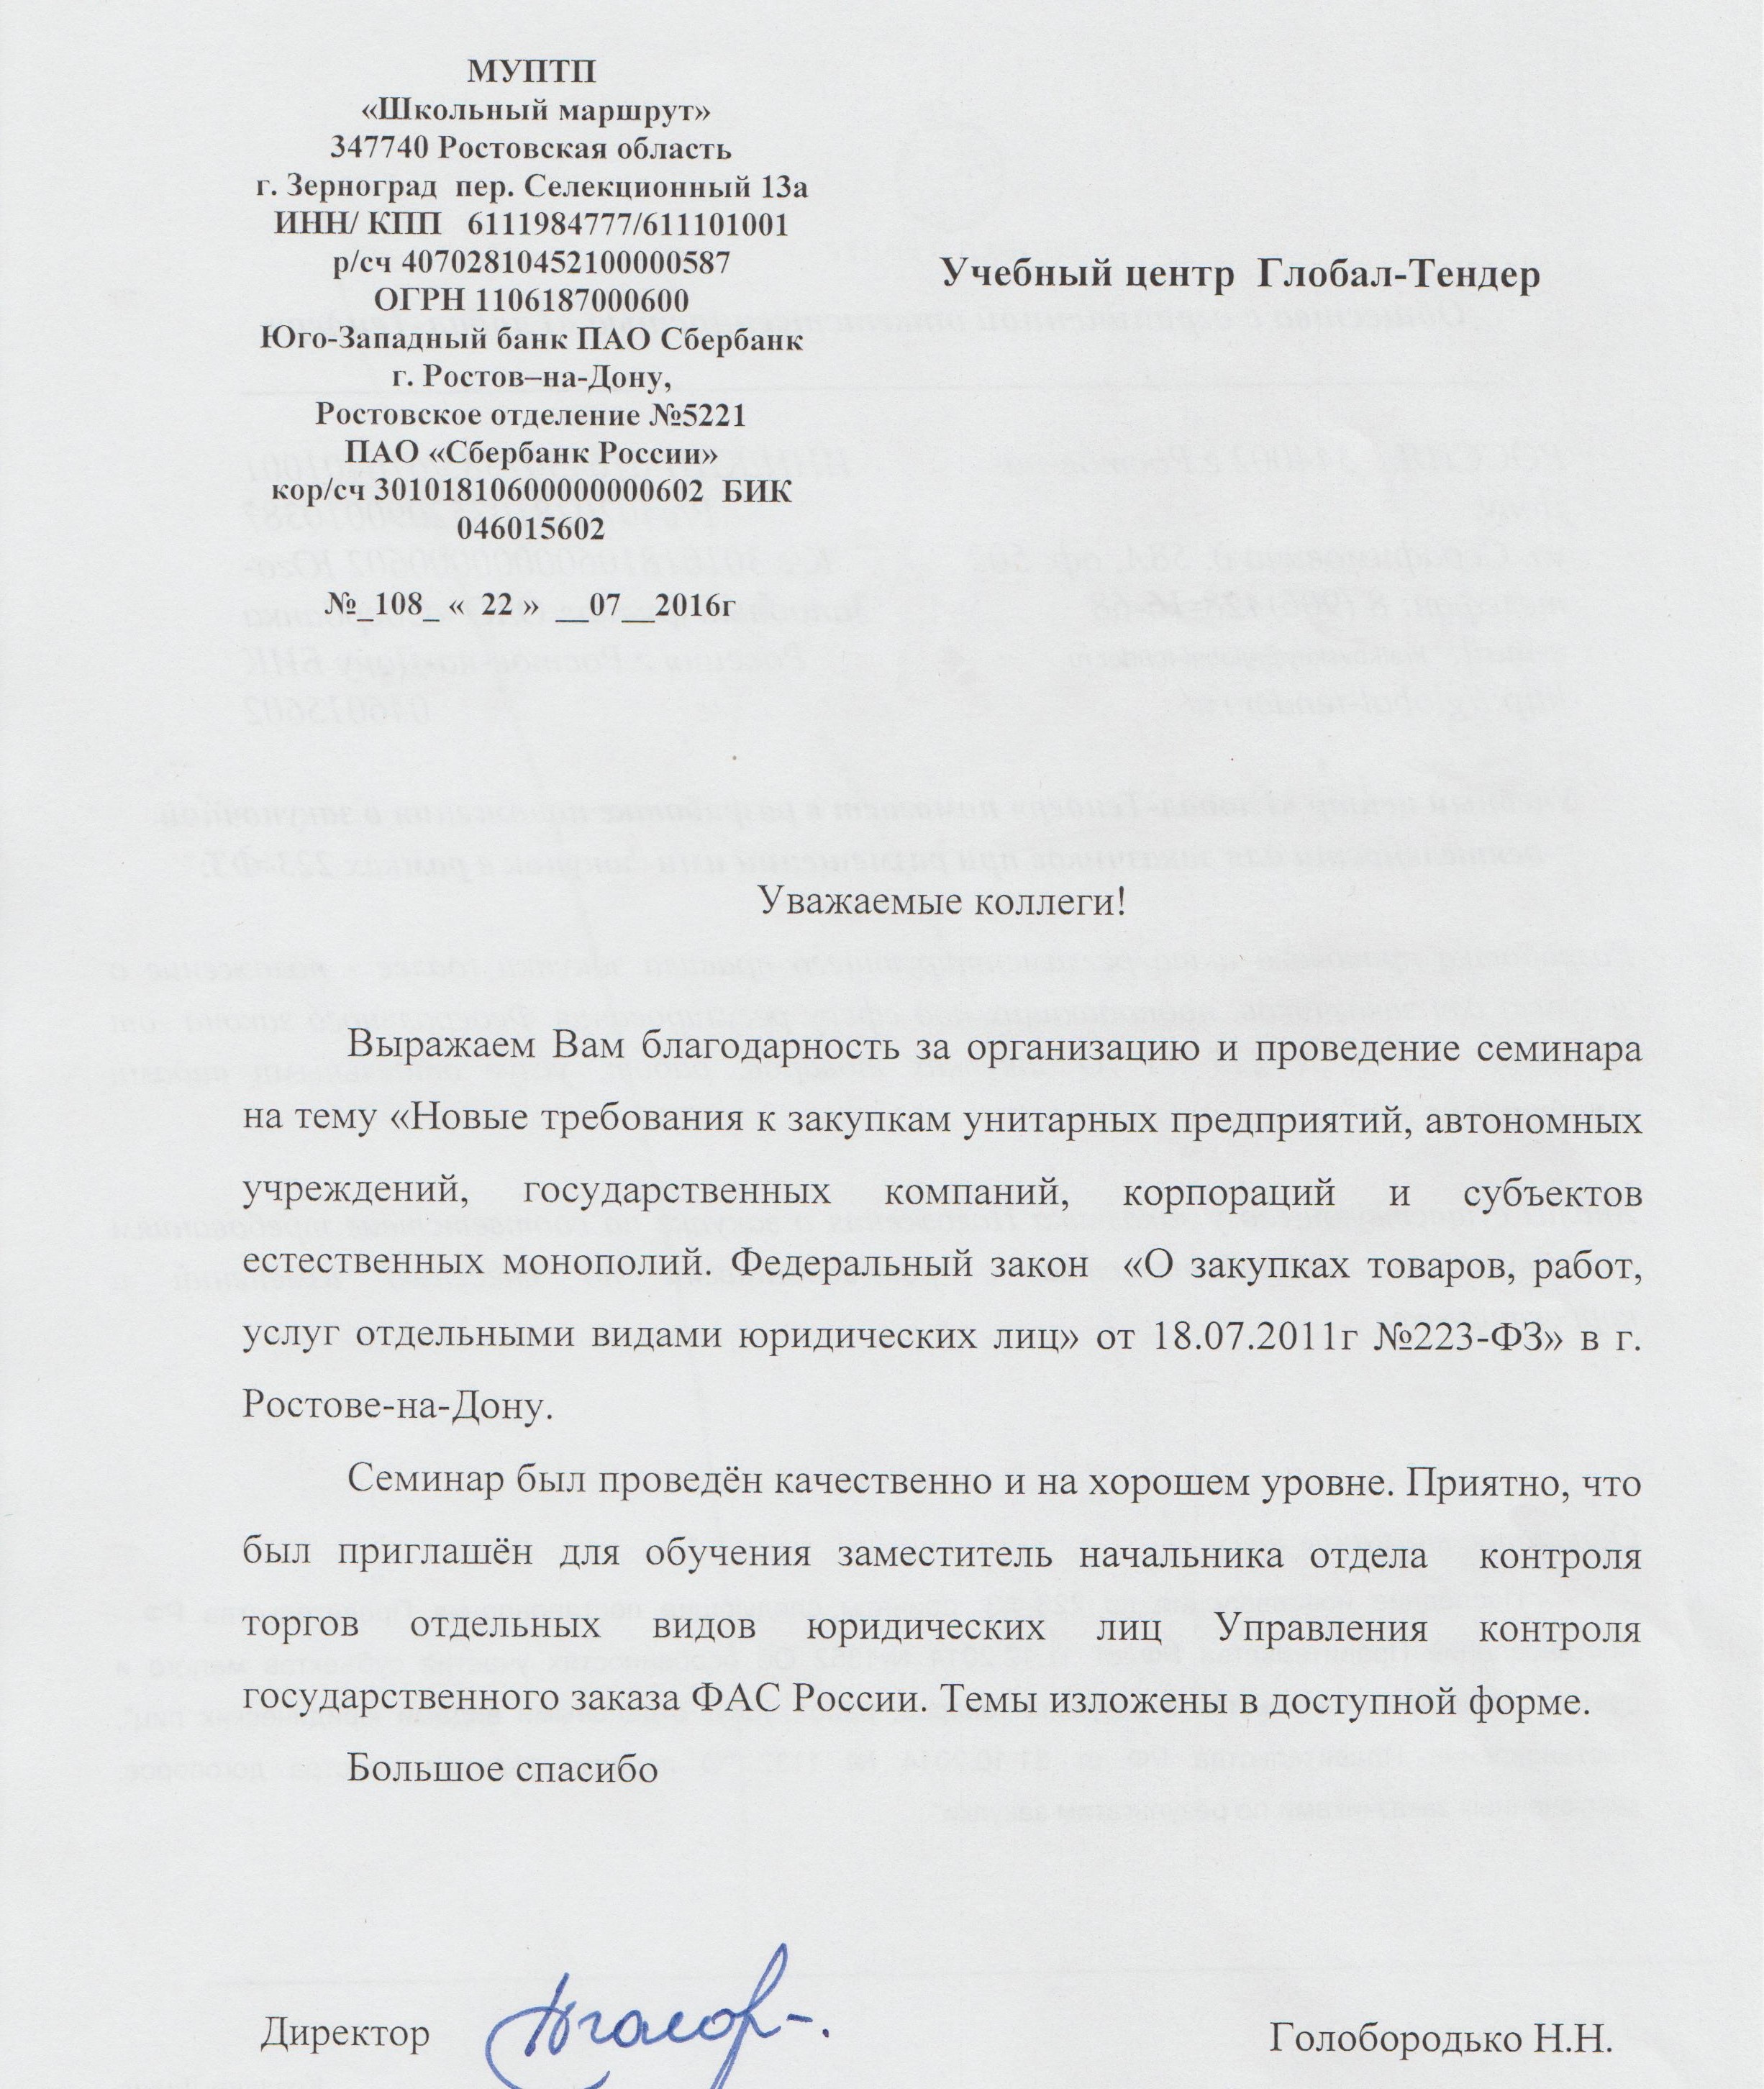 МУПТП
«Школьный маршрут»
347740 Ростовская область
г. Зерноград пер. Селекционный 13а
ИНН/ КПП 6111984777/611101001
р/сч 40702810452100000587
ОГРН 1106187000600
Юго-Западный банк ПАО Сбербанк
г. Ростов–на-Дону,
Ростовское отделение №5221
ПАО «Сбербанк России»
кор/сч 30101810600000000602 БИК
046015602
№_108_ « 22 » __07__2016г
Учебный центр Глобал-Тендер
Уважаемые коллеги!
Выражаем Вам благодарность за организацию и проведение семинара
на тему «Новые требования к закупкам унитарных предприятий, автономных
учреждений, государственных компаний, корпораций и субъектов
естественных монополий. Федеральный закон «О закупках товаров, работ,
услуг отдельными видами юридических лиц» от 18.07.2011г №223-ФЗ» в г.
Ростове-на-Дону.
Семинар был проведён качественно и на хорошем уровне. Приятно, что
был приглашён для обучения заместитель начальника отдела контроля
торгов отдельных видов юридических лиц Управления контроля
государственного заказа ФАС России. Темы изложены в доступной форме.
Большое спасибо
Директор Голобородько Н.Н.